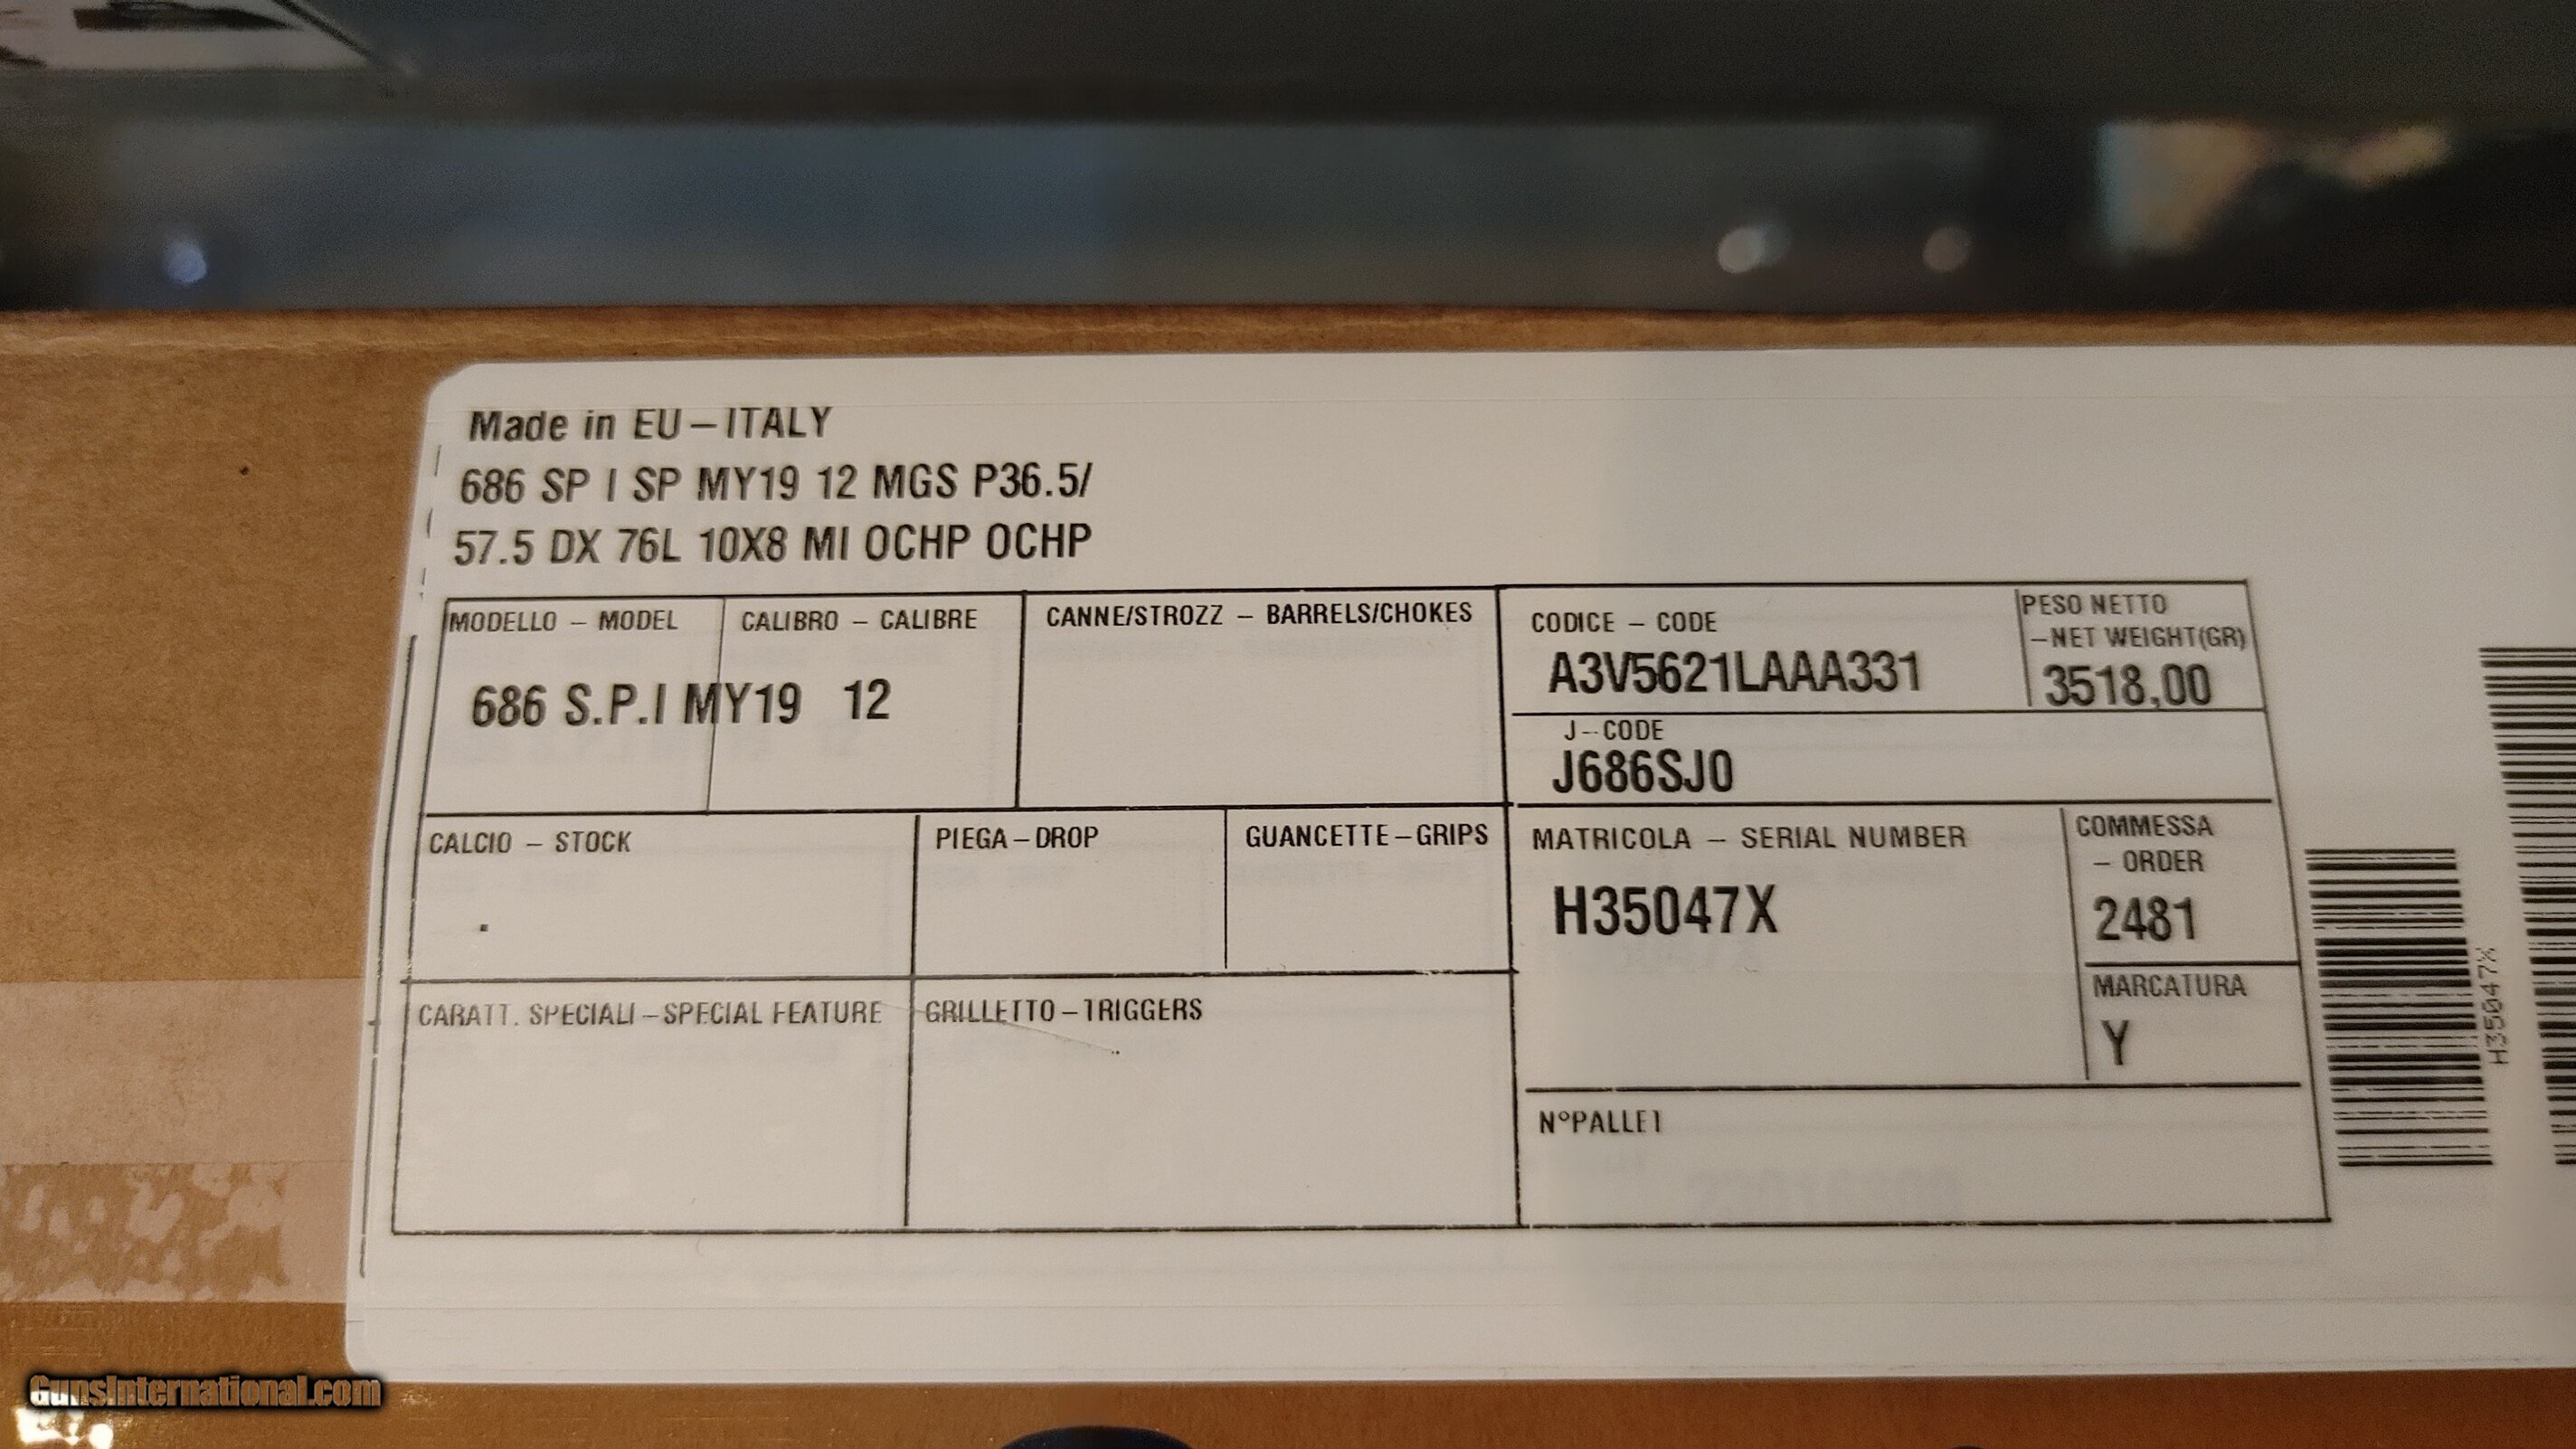 Made in EU–ITALY
686 SP I SP MY19 12 MGS P36.5/
57.5 DX 76L 10X8 MI OCHP OCHP
MODELLO – MODEL
CALIBRO – CALIBRE
CANNE/STROZZ – BARRELS/CHOKES
686 S.P.I MY19 12
CODICE – CODE
A3V5621LAAA331
PESO NETTO
–NET WEIGHT(GR)
3518,00
J--CODE
J686SJ0
CALCIO – STOCK
PIEGA–DROP
GUANCETTE–GRIPS
MATRICOLA – SERIAL NUMBER
H35047X
COMMESSA
– ORDER
2481
MARCATURA
Y
CARATT. SPECIALI–SPECIAL FEATURE
GRILLETTO–TRIGGERS
N°PALLET
H35047X
GunsInternational.com